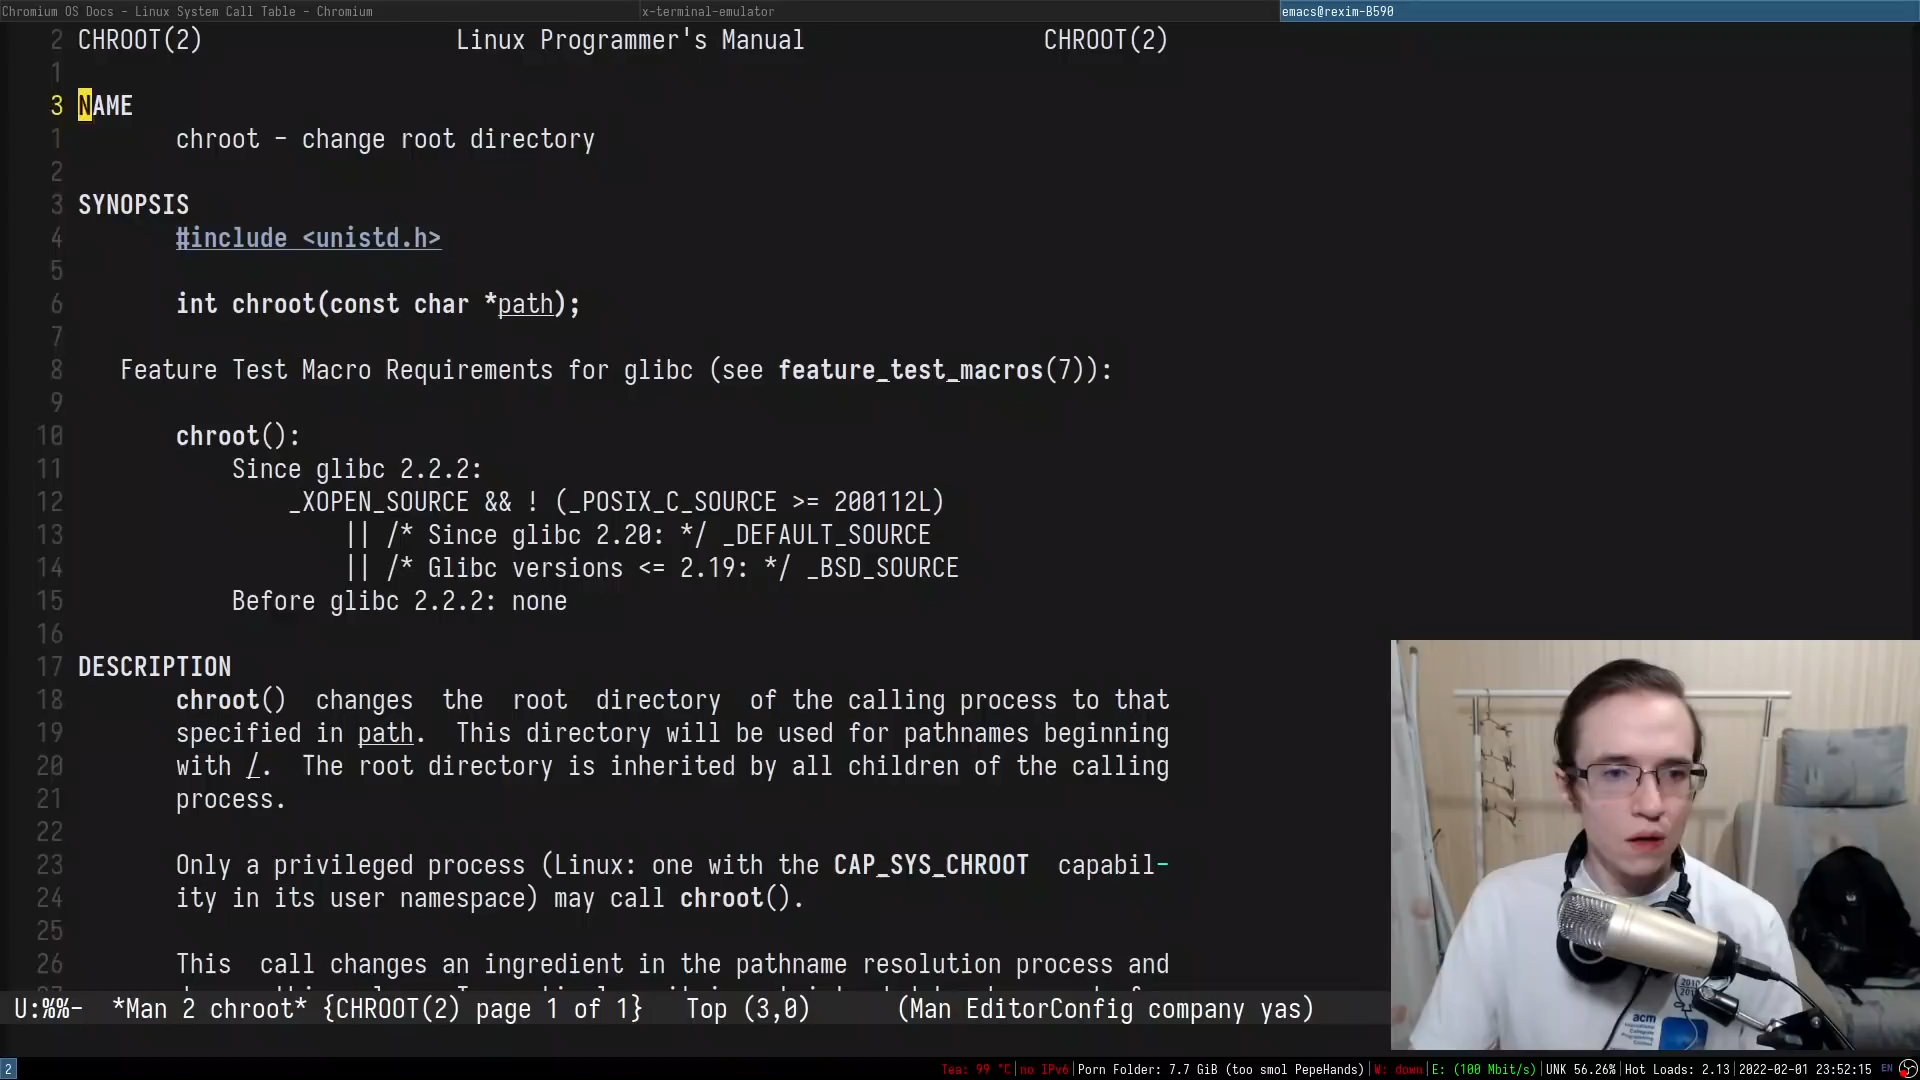 Chromium OS Docs - Linux System Call Table - Chromium x-terminal-emulator emacs@rexim-B590
2 CHROOT(2) Linux Programmer's Manual CHROOT(2)
1
3 NAME
1 chroot - change root directory
2
3 SYNOPSIS
4 #include <unistd.h>
5
6 int chroot(const char *path);
7
8 Feature Test Macro Requirements for glibc (see feature_test_macros(7)):
9
10 chroot():
11 Since glibc 2.2.2:
12 _XOPEN_SOURCE && ! (_POSIX_C_SOURCE >= 200112L)
13 || /* Since glibc 2.20: */ _DEFAULT_SOURCE
14 || /* Glibc versions <= 2.19: */ _BSD_SOURCE
15 Before glibc 2.2.2: none
16
17 DESCRIPTION
18 chroot() changes the root directory of the calling process to that
19 specified in path. This directory will be used for pathnames beginning
20 with /. The root directory is inherited by all children of the calling
21 process.
22
23 Only a privileged process (Linux: one with the CAP_SYS_CHROOT capabil-
24 ity in its user namespace) may call chroot().
25
26 This call changes an ingredient in the pathname resolution process and
U:%%- *Man 2 chroot* {CHROOT(2) page 1 of 1} Top (3,0) (Man EditorConfig company yas)
acm
2 Tea: 99 °C|no IPv6|Porn Folder: 7.7 GiB (too smol PepeHands)|W: down|E: (100 Mbit/s)|UNK 56.26%|Hot Loads: 2.13|2022-02-01 23:52:15 EN